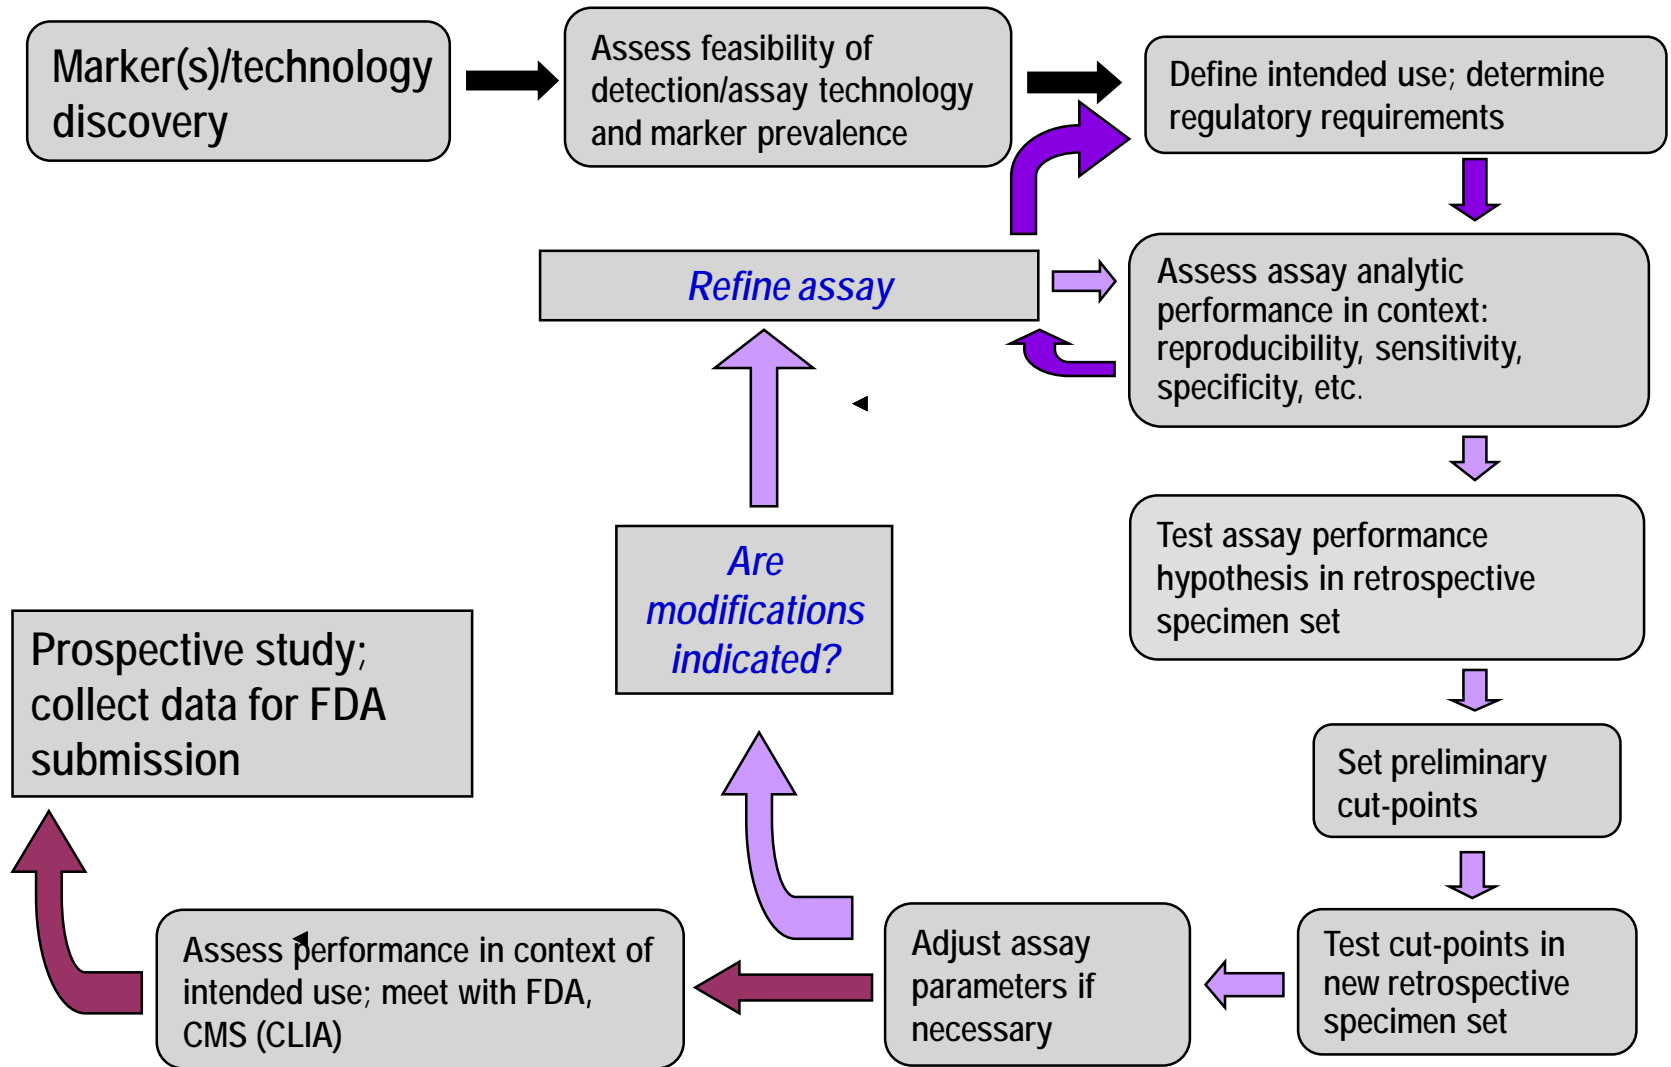 Marker(s)/technology
discovery
Assess feasibility of
detection/assay technology
and marker prevalence
Define intended use; determine
regulatory requirements
Refine assay
Assess assay analytic
performance in context:
reproducibility, sensitivity,
specificity, etc.
Test assay performance
hypothesis in retrospective
specimen set
Are
modifications
indicated?
Prospective study;
collect data for FDA
submission
Set preliminary
cut-points
Assess performance in context of
intended use; meet with FDA,
CMS (CLIA)
Adjust assay
parameters if
necessary
Test cut-points in
new retrospective
specimen set